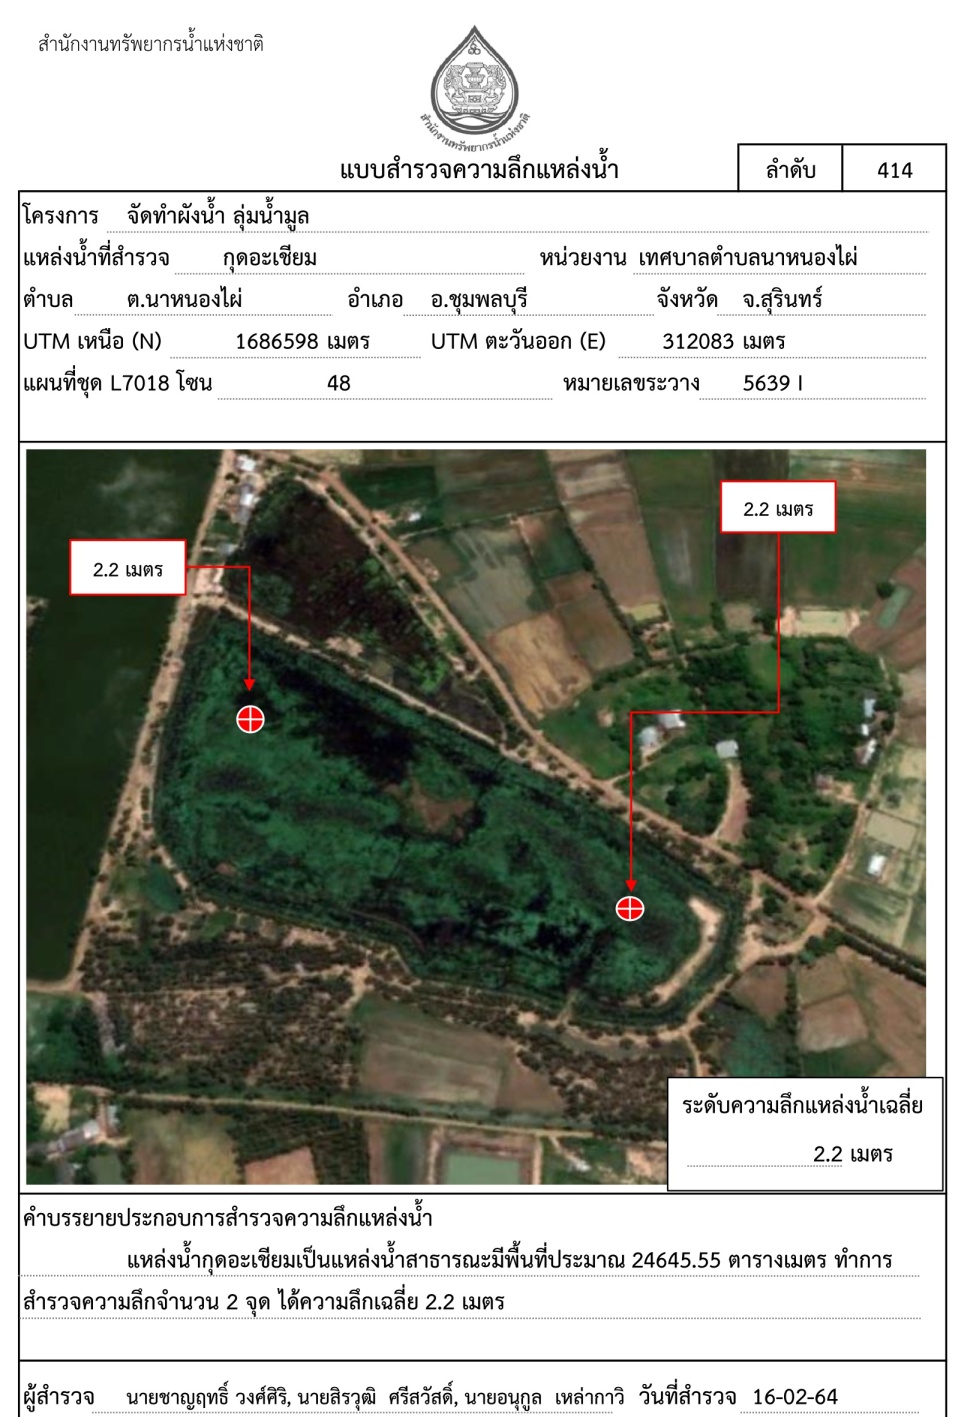 สำนักงานทรัพยากรน้ำแห่งชาติ
สำนักงานทรัพยากรน้ำแห่งชาติ
แบบสำรวจความลึกแหล่งน้ำ
ลำดับ 414
โครงการ จัดทำผังน้ำ ลุ่มน้ำมูล
แหล่งน้ำที่สำรวจ กุดอะเซียม หน่วยงาน เทศบาลตำบลนาหนองไผ่
ตำบล ต.นาหนองไผ่ อำเภอ อ.ชุมพลบุรี จังหวัด จ.สุรินทร์
UTM เหนือ (N) 1686598 เมตร UTM ตะวันออก (E) 312083 เมตร
แผนที่ชุด L7018 โซน 48 หมายเลขระวาง 5639 I
2.2 เมตร
2.2 เมตร
ระดับความลึกแหล่งน้ำเฉลี่ย
2.2 เมตร
คำบรรยายประกอบการสำรวจความลึกแหล่งน้ำ
แหล่งน้ำกุดอะเซียมเป็นแหล่งน้ำสาธารณะมีพื้นที่ประมาณ 24645.55 ตารางเมตร ทำการ
สำรวจความลึกจำนวน 2 จุด ได้ความลึกเฉลี่ย 2.2 เมตร
ผู้สำรวจ นายชาญฤทธิ์ วงศ์ศิริ, นายสิรวุฒิ ศรีสวัสดิ์, นายอนุกูล เหล่ากาวิ วันที่สำรวจ 16-02-64